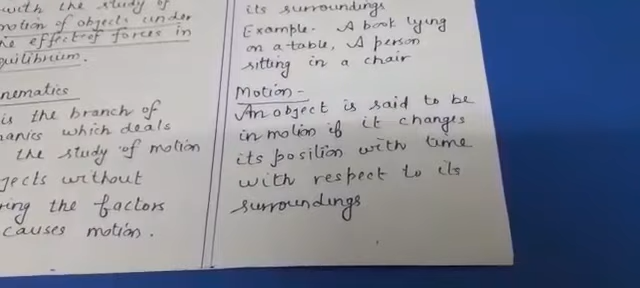 with the study of
motion of objects under
the effect of forces in
equilibrium.
nematics
is the branch of
hanics which deals
the study of motion
jects without
ring the factors
causes motion.
its surroundings
Example- A book lying
on a table, A person
sitting in a chair
Motion-
An object is said to be
in motion if it changes
its position with time
with respect to its
surroundings